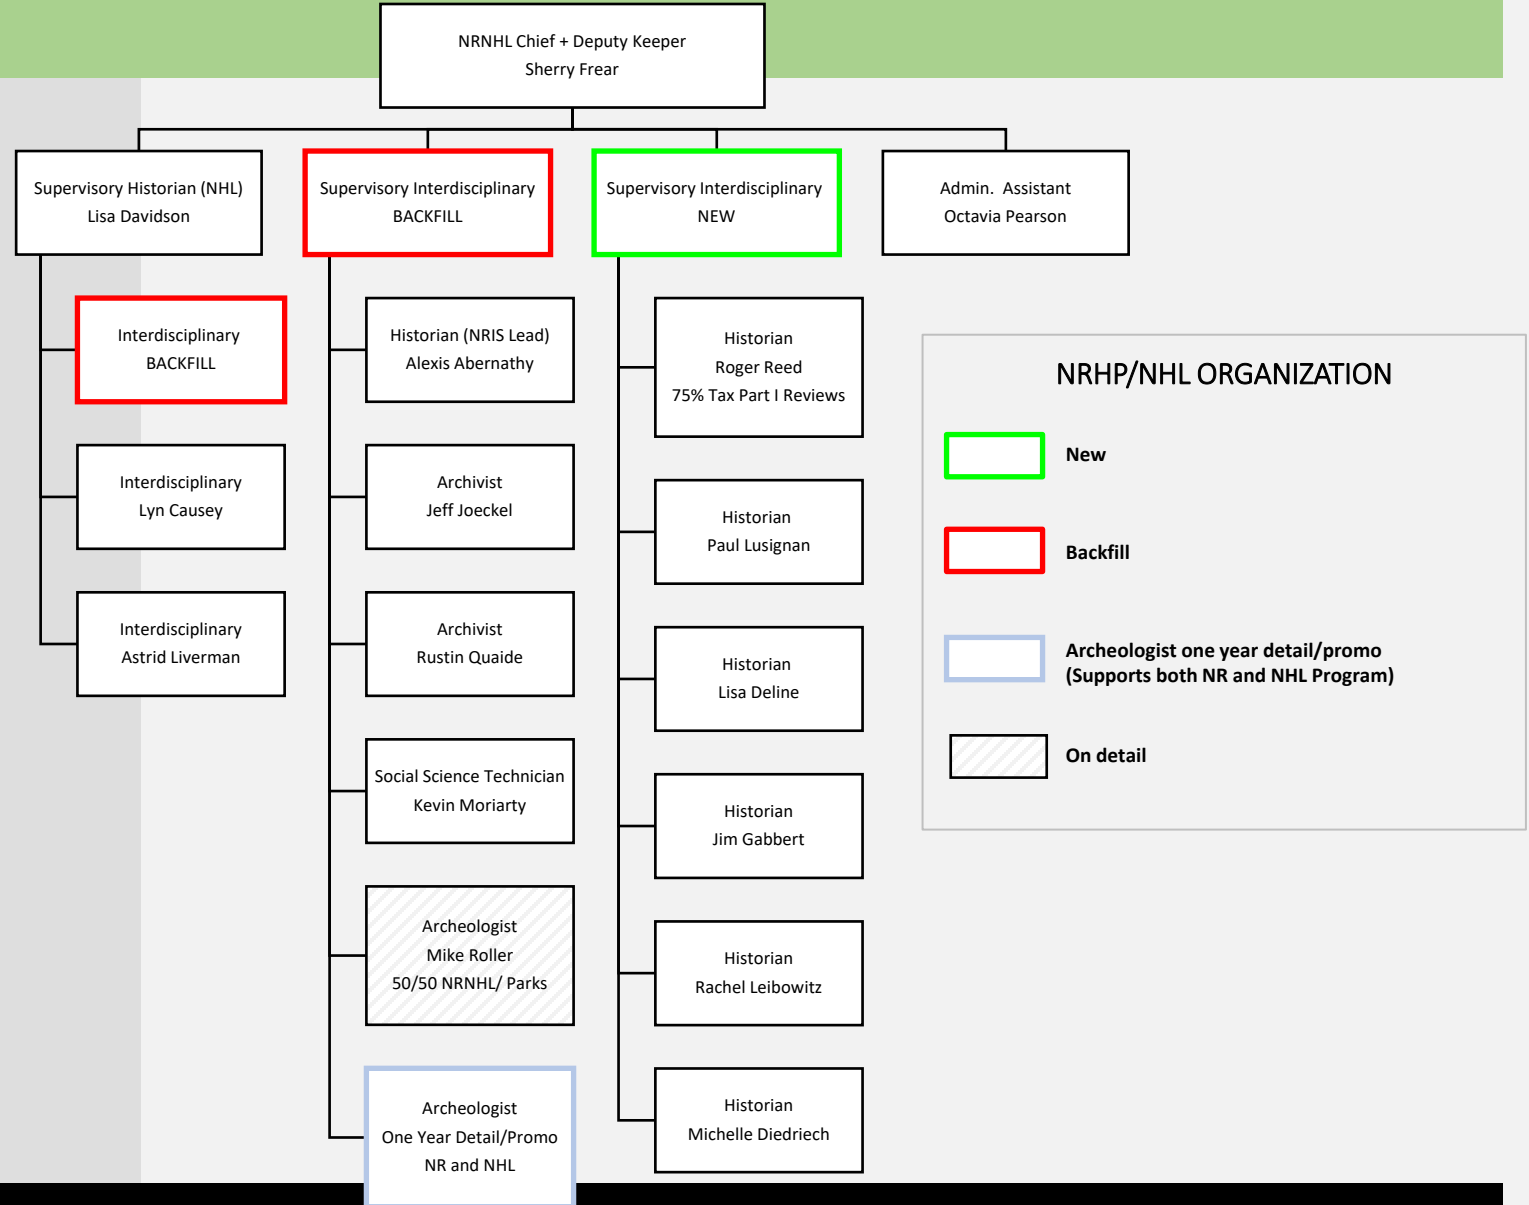 NRNHL Chief + Deputy Keeper
Sherry Frear
Supervisory Historian (NHL)
Lisa Davidson
Supervisory Interdisciplinary
BACKFILL
Supervisory Interdisciplinary
NEW
Admin. Assistant
Octavia Pearson
Interdisciplinary
BACKFILL
Interdisciplinary
Lyn Causey
Interdisciplinary
Astrid Liverman
Historian (NRIS Lead)
Alexis Abernathy
Archivist
Jeff Joeckel
Archivist
Rustin Quaide
Social Science Technician
Kevin Moriarty
Archeologist
Mike Roller
50/50 NRNHL/ Parks
Archeologist
One Year Detail/Promo
NR and NHL
Historian
Roger Reed
75% Tax Part I Reviews
Historian
Paul Lusignan
Historian
Lisa Deline
Historian
Jim Gabbert
Historian
Rachel Leibowitz
Historian
Michelle Diedriech
NRHP/NHL ORGANIZATION
New
Backfill
Archeologist one year detail/promo
(Supports both NR and NHL Program)
On detail